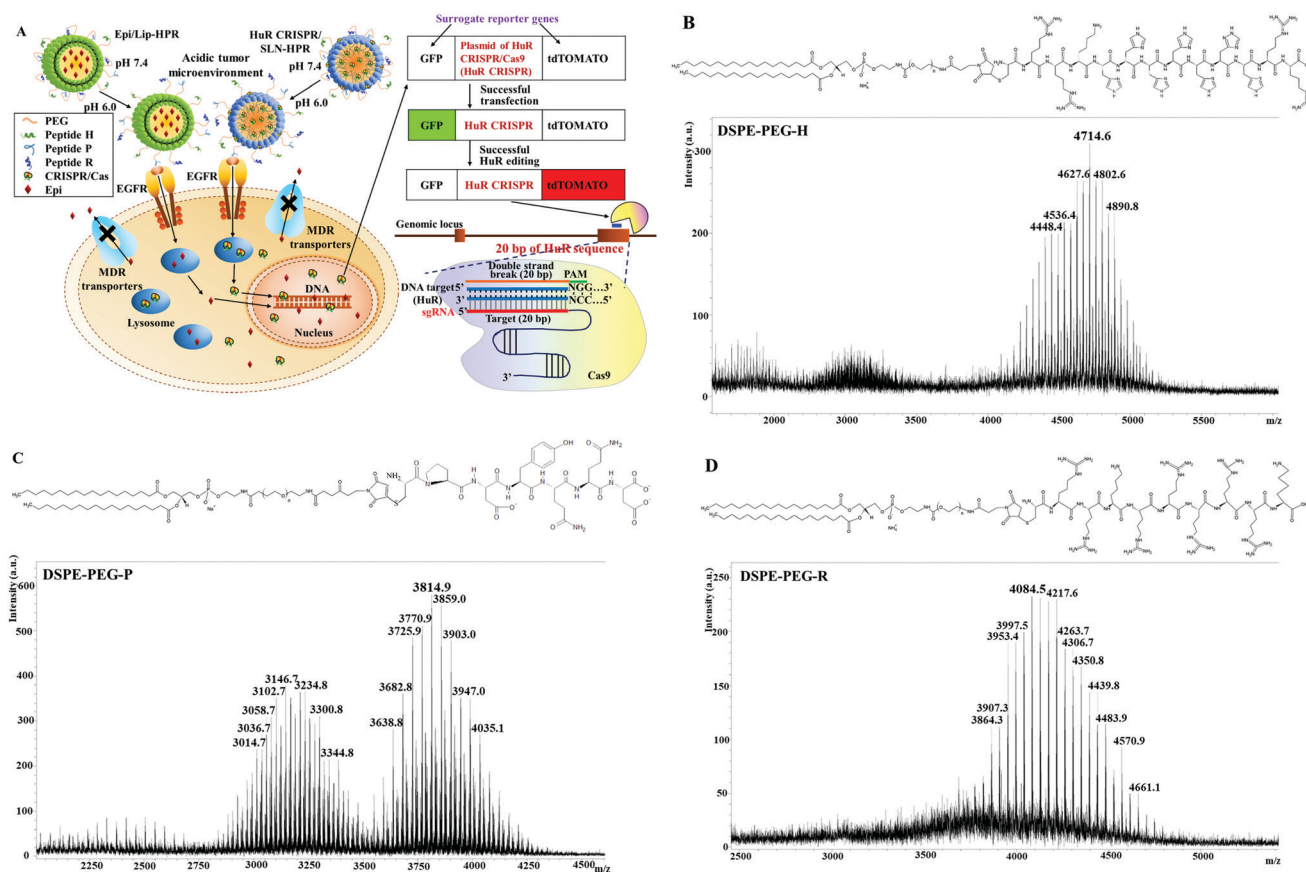 A
Epi/Lip-HPR
pH 7.4
pH 6.0
HuR CRISPR/
SLN-HPR
pH 7.4
Acidic tumor
microenvironment
pH 6.0
PEG
Peptide H
Peptide P
Peptide R
CRISPR/Cas
Epi
EGFR
EGFR
MDR
transporters
MDR
transporters
Lysosome
DNA
Nucleus
Surrogate reporter genes
GFP
Plasmid of HuR
CRISPR/Cas9
(HuR CRISPR)
tdTOMATO
Successful
transfection
GFP
HuR CRISPR
tdTOMATO
Successful
HuR editing
GFP
HuR CRISPR
tdTOMATO
Genomic locus
20 bp of HuR sequence
Double strand
break (20 bp)
PAM
DNA target 5’
NGG...3’
(HuR) 3’
NCC...5’
sgRNA 5’
Target (20 bp)
3’
Cas9
B
DSPE-PEG-H
Intensity (a.u.)
300
200
100
0
4714.6
4627.6
4802.6
4536.4
4890.8
4448.4
2000
3000
3500
4000
4500
5000
5500
m/z
C
DSPE-PEG-P
Intensity (a.u.)
600
500
400
300
200
100
0
3814.9
3859.0
3770.9
3725.9
3903.0
3682.8
3947.0
3638.8
4035.1
3146.7
3102.7
3234.8
3058.7
3300.8
3036.7
3014.7
3344.8
2250
2500
2750
3000
3250
3500
3750
4000
4250
4500
m/z
D
DSPE-PEG-R
Intensity (a.u.)
250
200
150
100
50
0
4084.5
4217.6
3997.5
3953.4
4263.7
4306.7
4350.8
3907.3
3864.3
4439.8
4483.9
4570.9
4661.1
2500
3000
3500
4000
4500
5000
m/z